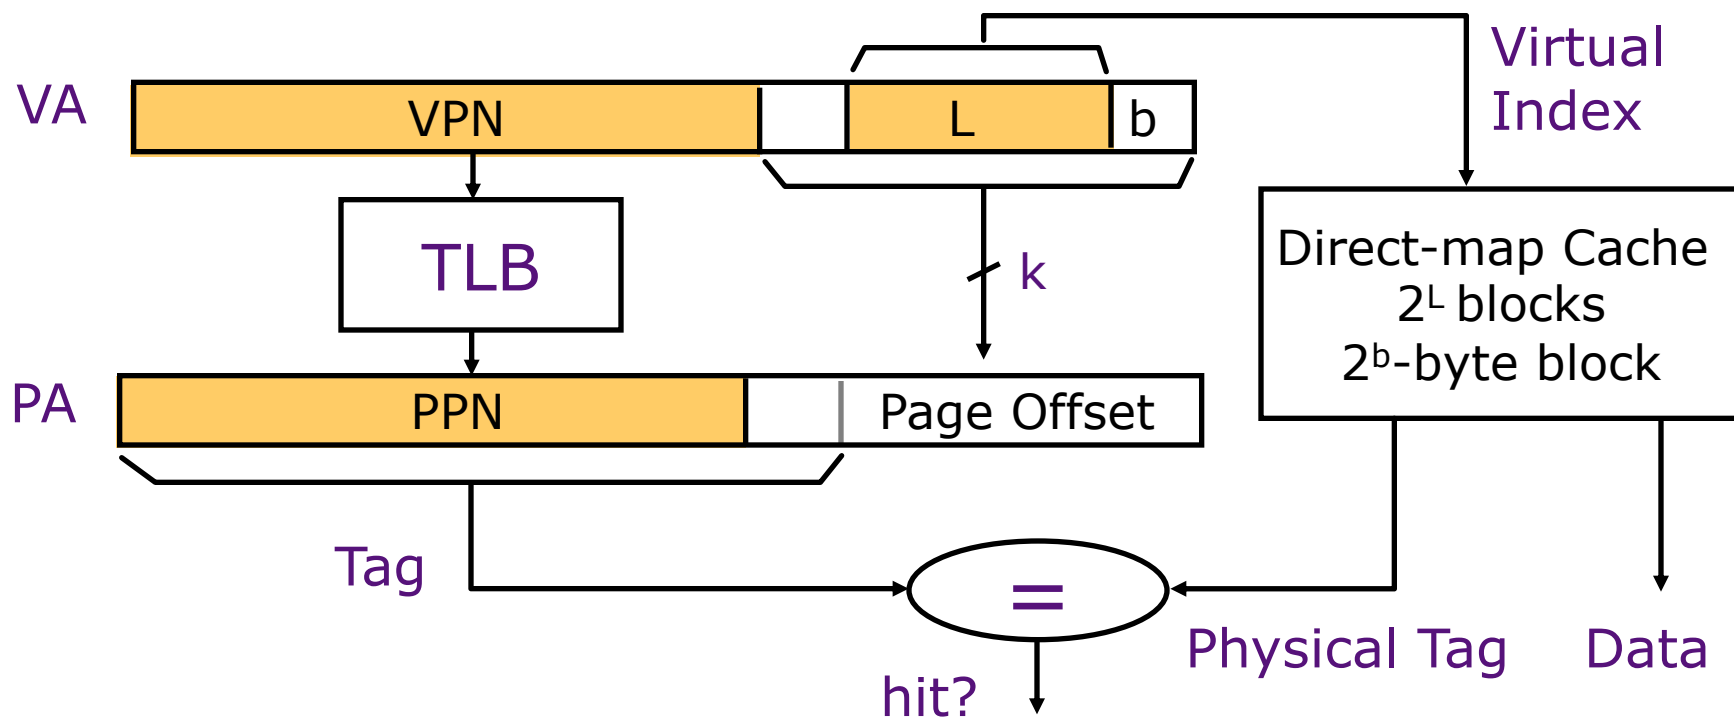 Virtual
Index
VA
VPN
L
b
TLB
k
Direct-map Cache
2ᴸ blocks
2ᵇ-byte block
PA
PPN
Page Offset
Tag
=
Physical Tag
Data
hit?